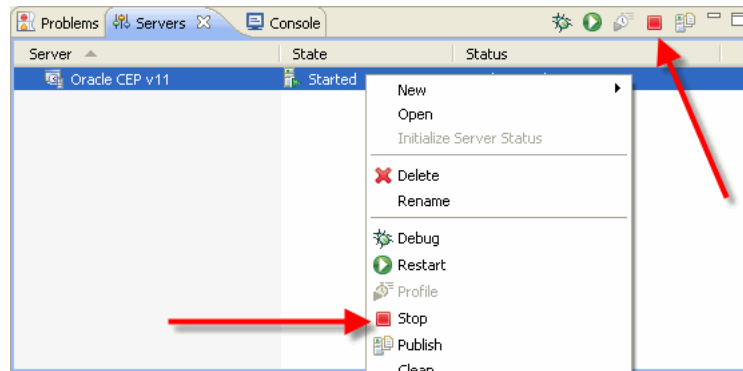 Problems Servers Console
Server State Status
Oracle CEP v11 Started
New
Open
Initialize Server Status
Delete
Rename
Debug
Restart
Profile
Stop
Publish
Clean